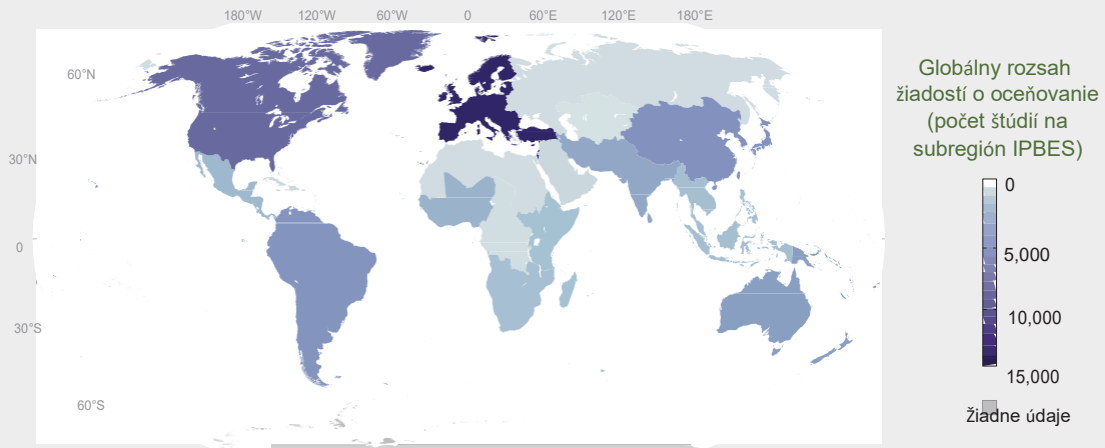 180°W 120°W 60°W 0 60°E 120°E 180°E
60°N
30°N
0
30°S
60°S
Globálny rozsah
žiadostí o oceňovanie
(počet štúdií na
subregión IPBES)
0
5,000
10,000
15,000
žiadne údaje